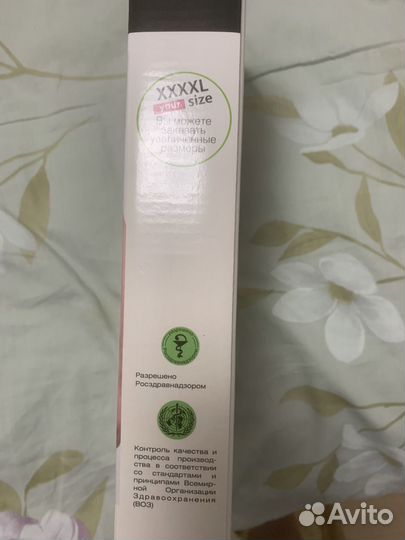 XXXXL
your size
Вы можете
заказать
увеличенные
размеры
Разрешено
Росздравнадзором
Контроль качества и
процесса производ-
ства в соответствии
со стандартами и
принципами Всемир-
ной Организации
Здравоохранения
(ВОЗ)
Avito